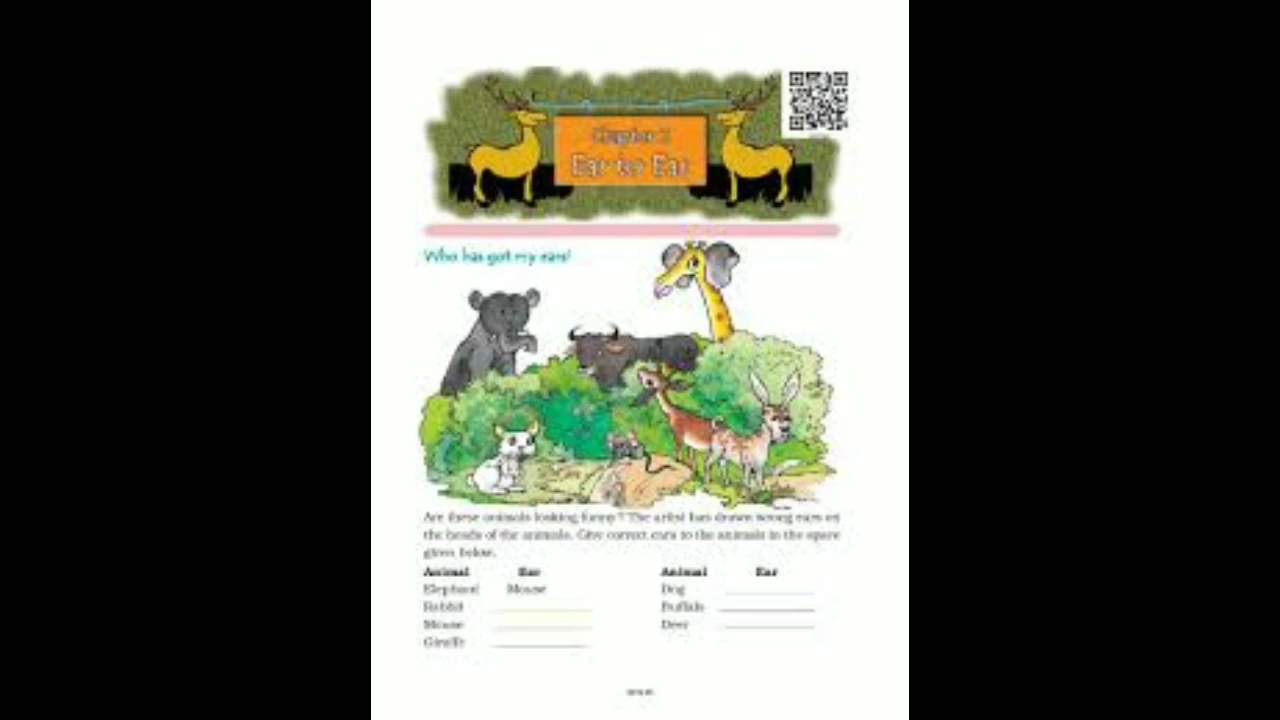 Chapter 2
Ear to Ear
Who has got my ears!
Are these animals looking funny? The artist has drawn wrong ears on
the heads of the animals. Give correct ears to the animals in the space
given below.
Animal Ear Animal Ear
Elephant Mouse Dog
Rabbit Buffalo
Mouse Deer
Giraffe